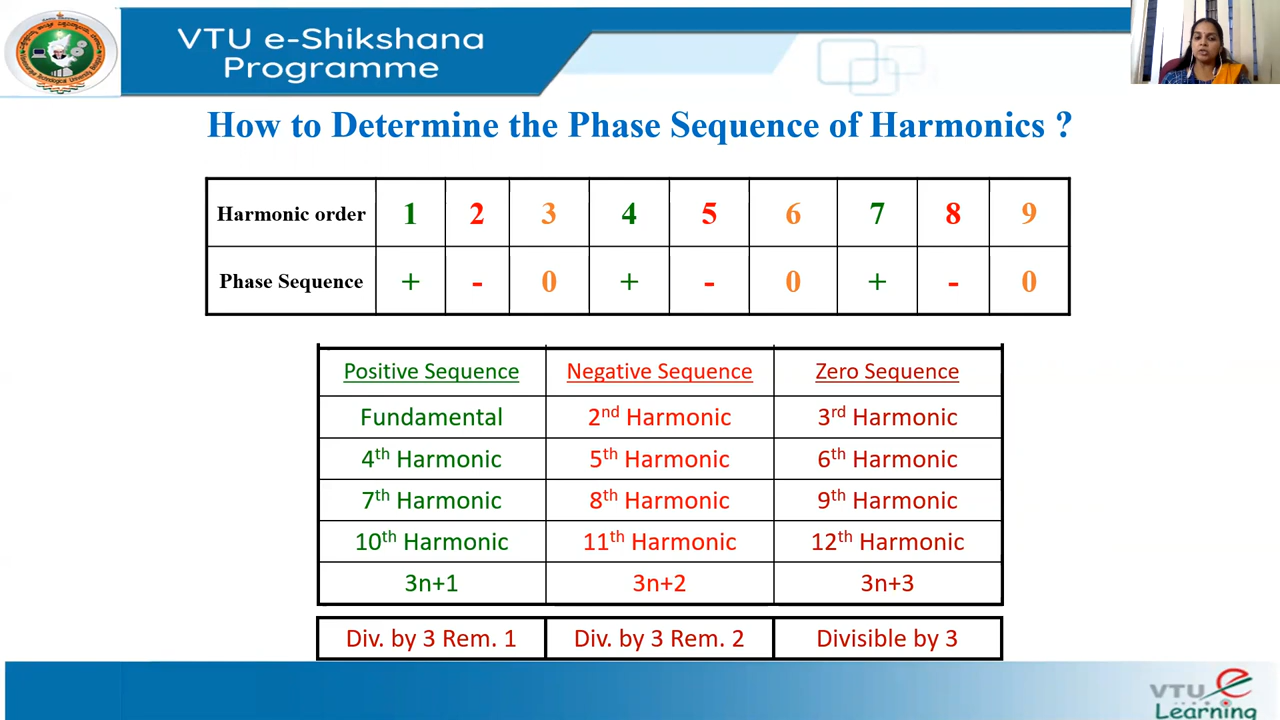 VTU e-Shikshana
Programme
How to Determine the Phase Sequence of Harmonics ?
Harmonic order 1 2 3 4 5 6 7 8 9
Phase Sequence + - 0 + - 0 + - 0
Positive Sequence Negative Sequence Zero Sequence
Fundamental 2nd Harmonic 3rd Harmonic
4th Harmonic 5th Harmonic 6th Harmonic
7th Harmonic 8th Harmonic 9th Harmonic
10th Harmonic 11th Harmonic 12th Harmonic
3n+1 3n+2 3n+3
Div. by 3 Rem. 1 Div. by 3 Rem. 2 Divisible by 3
VTU e
Learning